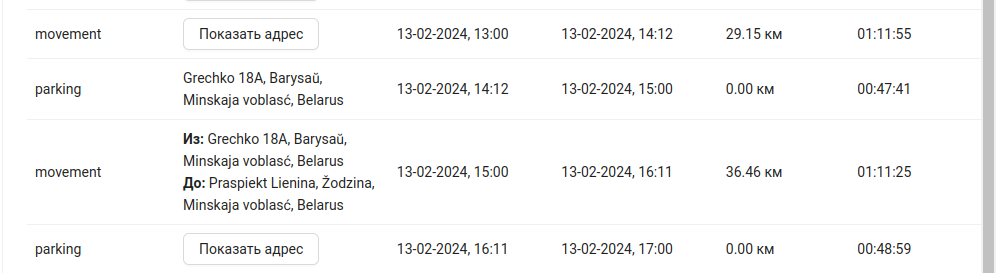 movement Показать адрес 13-02-2024, 13:00 13-02-2024, 14:12 29.15 км 01:11:55
Grechko 18A, Barysaŭ,
parking 13-02-2024, 14:12 13-02-2024, 15:00 0.00 км 00:47:41
Minskaja voblasć, Belarus
Из: Grechko 18A, Barysaŭ,
Minskaja voblasć, Belarus
movement 13-02-2024, 15:00 13-02-2024, 16:11 36.46 км 01:11:25
До: Praspiekt Lienina, Žodzina,
Minskaja voblasć, Belarus
parking Показать адрес 13-02-2024, 16:11 13-02-2024, 17:00 0.00 км 00:48:59